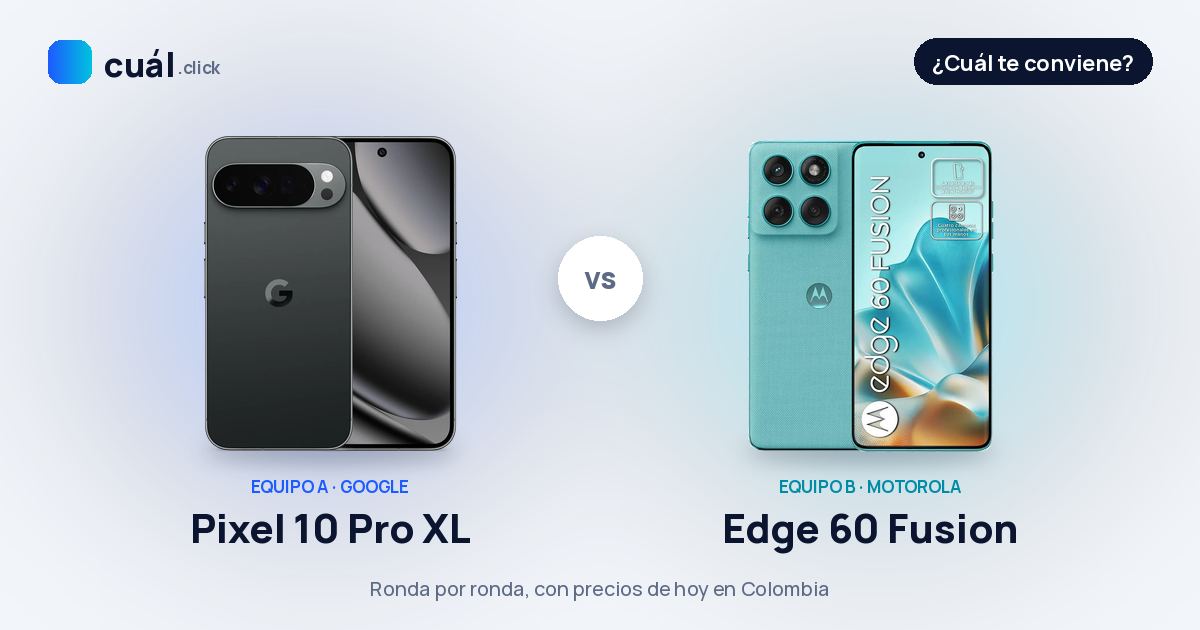 cuál.click
¿Cuál te conviene?
G
edge 60 FUSION
VS
EQUIPO A · GOOGLE
EQUIPO B · MOTOROLA
Pixel 10 Pro XL
Edge 60 Fusion
Ronda por ronda, con precios de hoy en Colombia